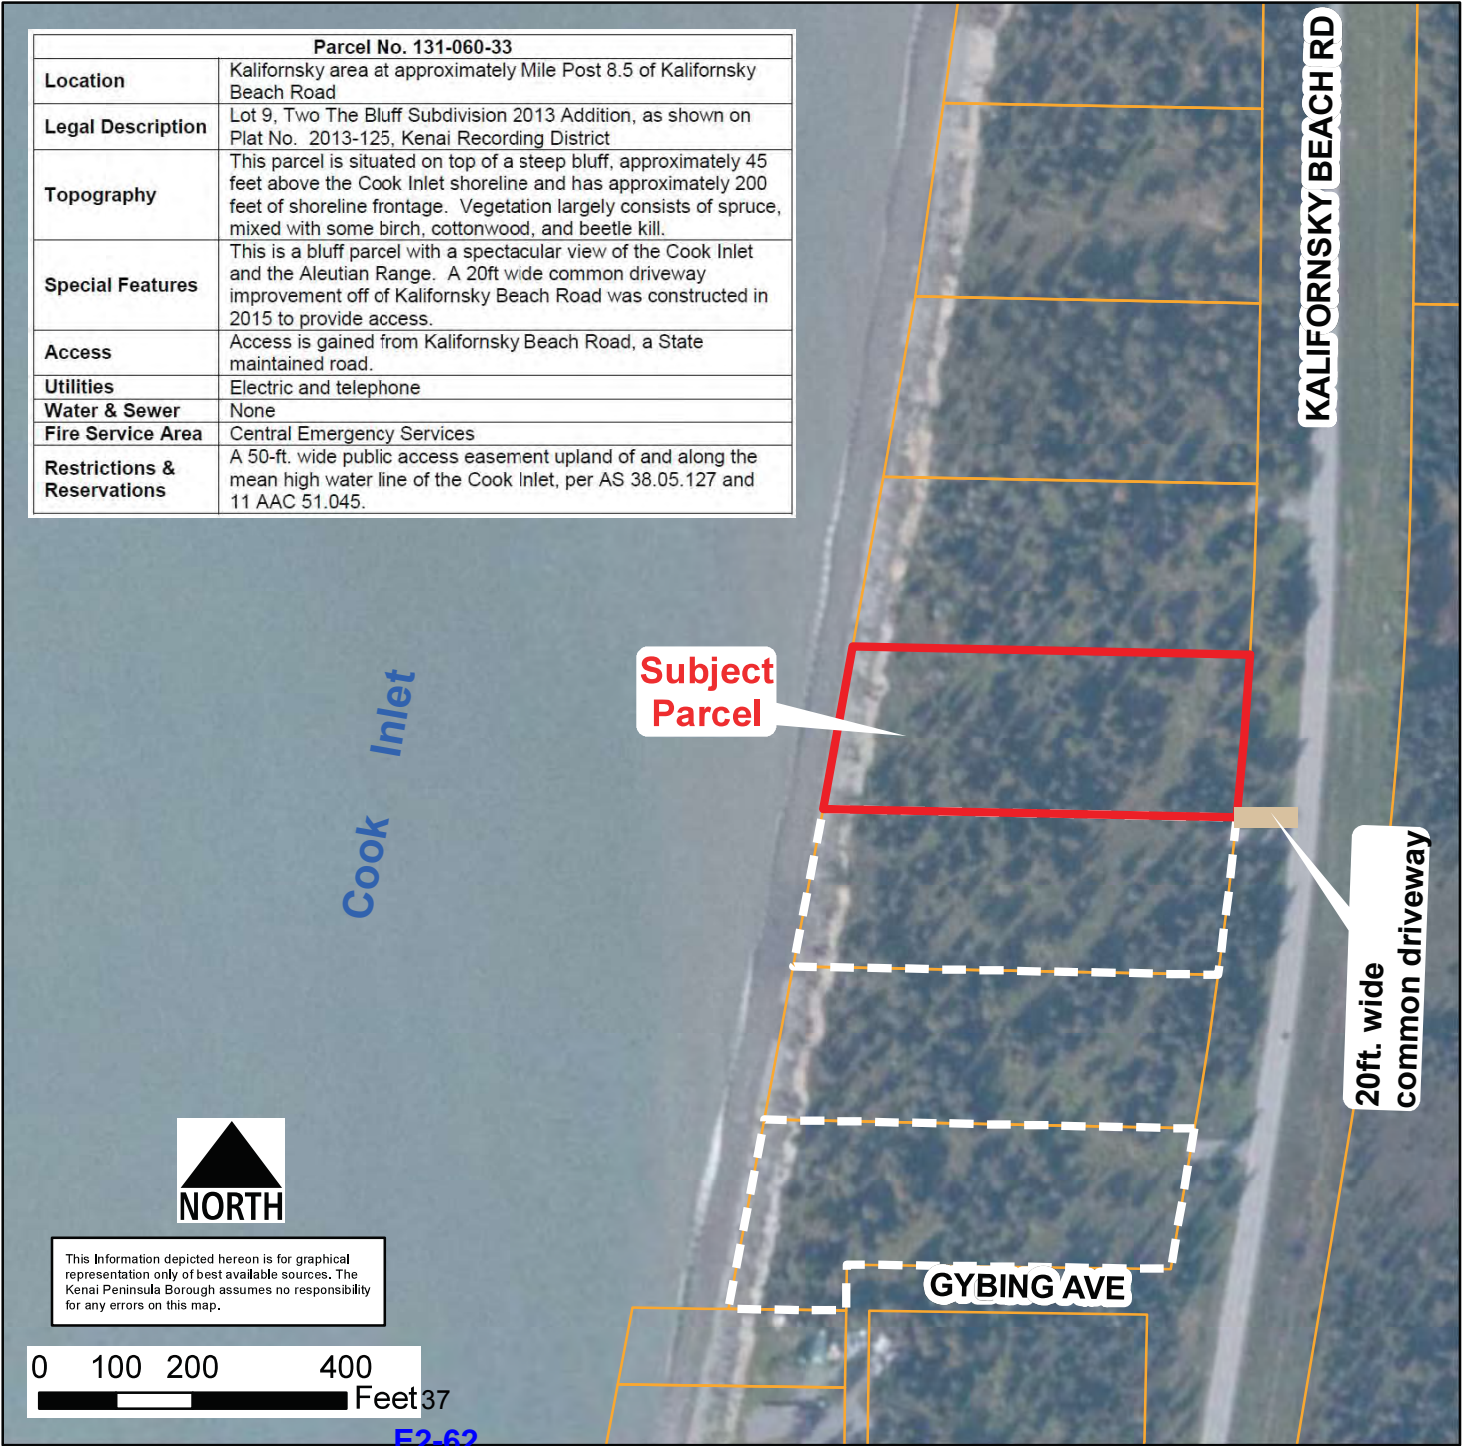 Parcel No. 131-060-33
Location
Kalifornsky area at approximately Mile Post 8.5 of Kalifornsky
Beach Road
Legal Description
Lot 9, Two The Bluff Subdivision 2013 Addition, as shown on
Plat No. 2013-125, Kenai Recording District
Topography
This parcel is situated on top of a steep bluff, approximately 45
feet above the Cook Inlet shoreline and has approximately 200
feet of shoreline frontage. Vegetation largely consists of spruce,
mixed with some birch, cottonwood, and beetle kill.
Special Features
This is a bluff parcel with a spectacular view of the Cook Inlet
and the Aleutian Range. A 20ft wide common driveway
improvement off of Kalifornsky Beach Road was constructed in
2015 to provide access.
Access
Access is gained from Kalifornsky Beach Road, a State
maintained road.
Utilities
Electric and telephone
Water & Sewer
None
Fire Service Area
Central Emergency Services
Restrictions &
Reservations
A 50-ft. wide public access easement upland of and along the
mean high water line of the Cook Inlet, per AS 38.05.127 and
11 AAC 51.045.
KALIFORNSKY BEACH RD
Subject
Parcel
Cook Inlet
20ft. wide
common driveway
GYBING AVE
NORTH
This Information depicted hereon is for graphical
representation only of best available sources. The
Kenai Peninsula Borough assumes no responsibility
for any errors on this map.
0 100 200 400
Feet 37
E2-62